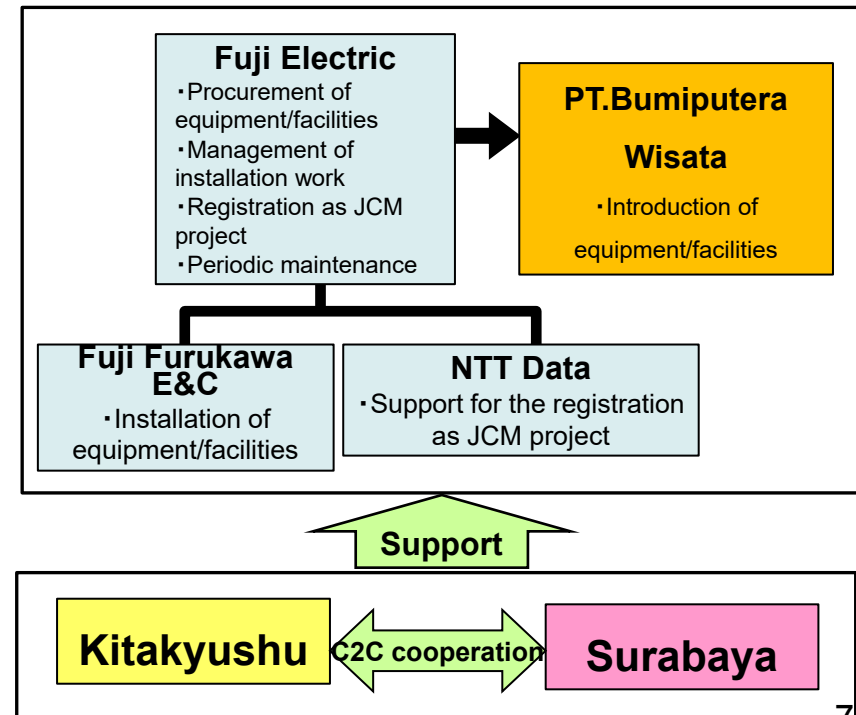 Fuji Electric
・Procurement of
equipment/facilities
・Management of
installation work
・Registration as JCM
project
・Periodic maintenance
PT.Bumiputera
Wisata
・Introduction of
equipment/facilities
Fuji Furukawa
E&C
・Installation of
equipment/facilities
NTT Data
・Support for the registration
as JCM project
Support
Kitakyushu
C2C cooperation
Surabaya
7